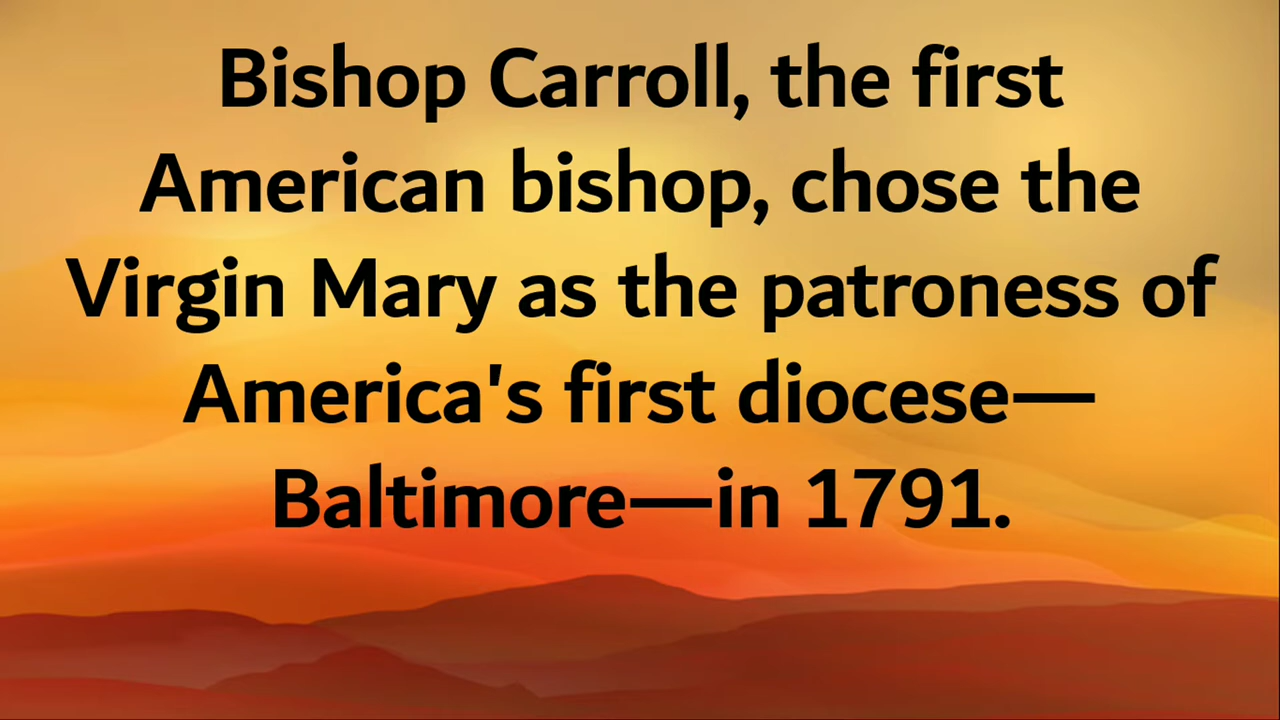 Bishop Carroll, the first
American bishop, chose the
Virgin Mary as the patroness of
America's first diocese—
Baltimore—in 1791.